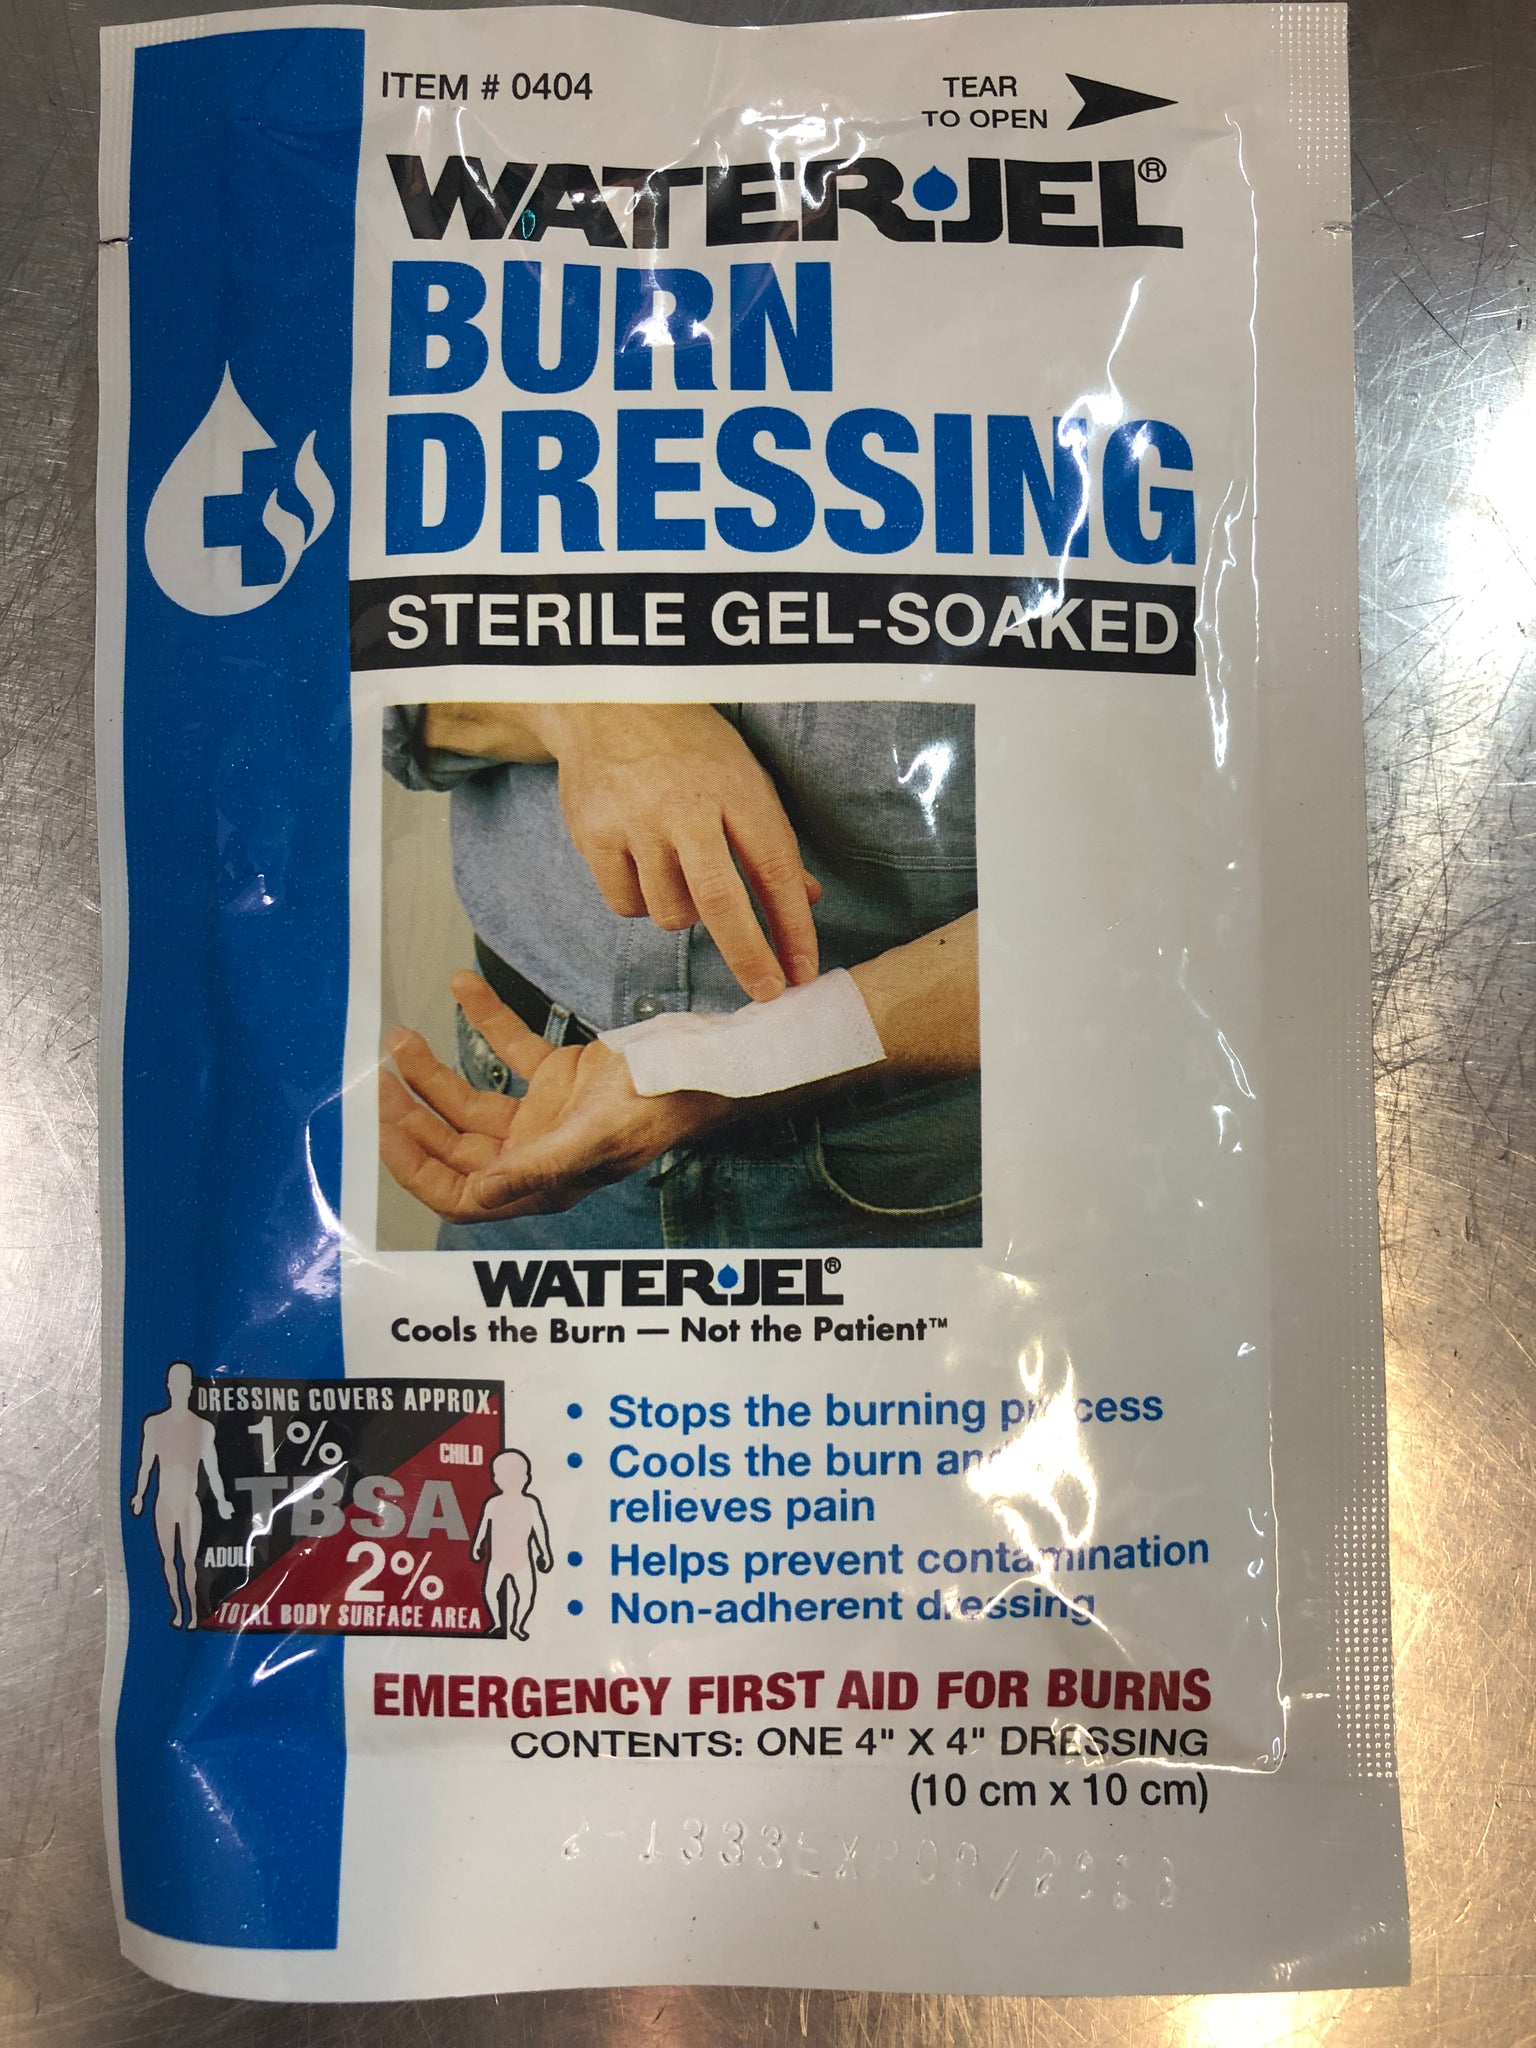 ITEM # 0404
TEAR
TO OPEN
WATER JEL®
BURN
DRESSING
STERILE GEL-SOAKED
WATER JEL®
Cools the Burn — Not the Patient™
DRESSING COVERS APPROX.
1%
CHILD
TBSA
ADULT
2%
TOTAL BODY SURFACE AREA
• Stops the burning process
• Cools the burn and
relieves pain
• Helps prevent contamination
• Non-adherent dressing
EMERGENCY FIRST AID FOR BURNS
CONTENTS: ONE 4" X 4" DRESSING
(10 cm x 10 cm)